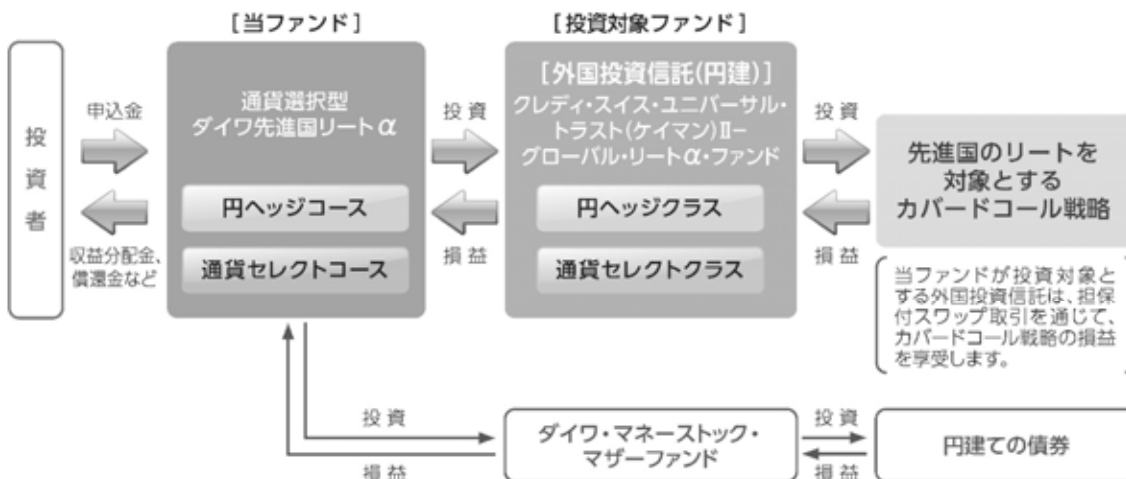 [当ファンド]
[投資対象ファンド]
投資者
申込金
収益分配金、
償還金など
通貨選択型
ダイワ先進国リートα
円ヘッジコース
通貨セレクトコース
投資
損益
[外国投資信託(円建)]
クレディ・スイス・ユニバーサル・
トラスト(ケイマン)Ⅱ−
グローバル・リートα・ファンド
円ヘッジクラス
通貨セレクトクラス
投資
損益
先進国のリートを
対象とする
カバードコール戦略
当ファンドが投資対象と
する外国投資信託は、担保
付スワップ取引を通じて、
カバードコール戦略の損益
を享受します。
投資
損益
ダイワ・マネーストック・
マザーファンド
投資
損益
円建ての債券